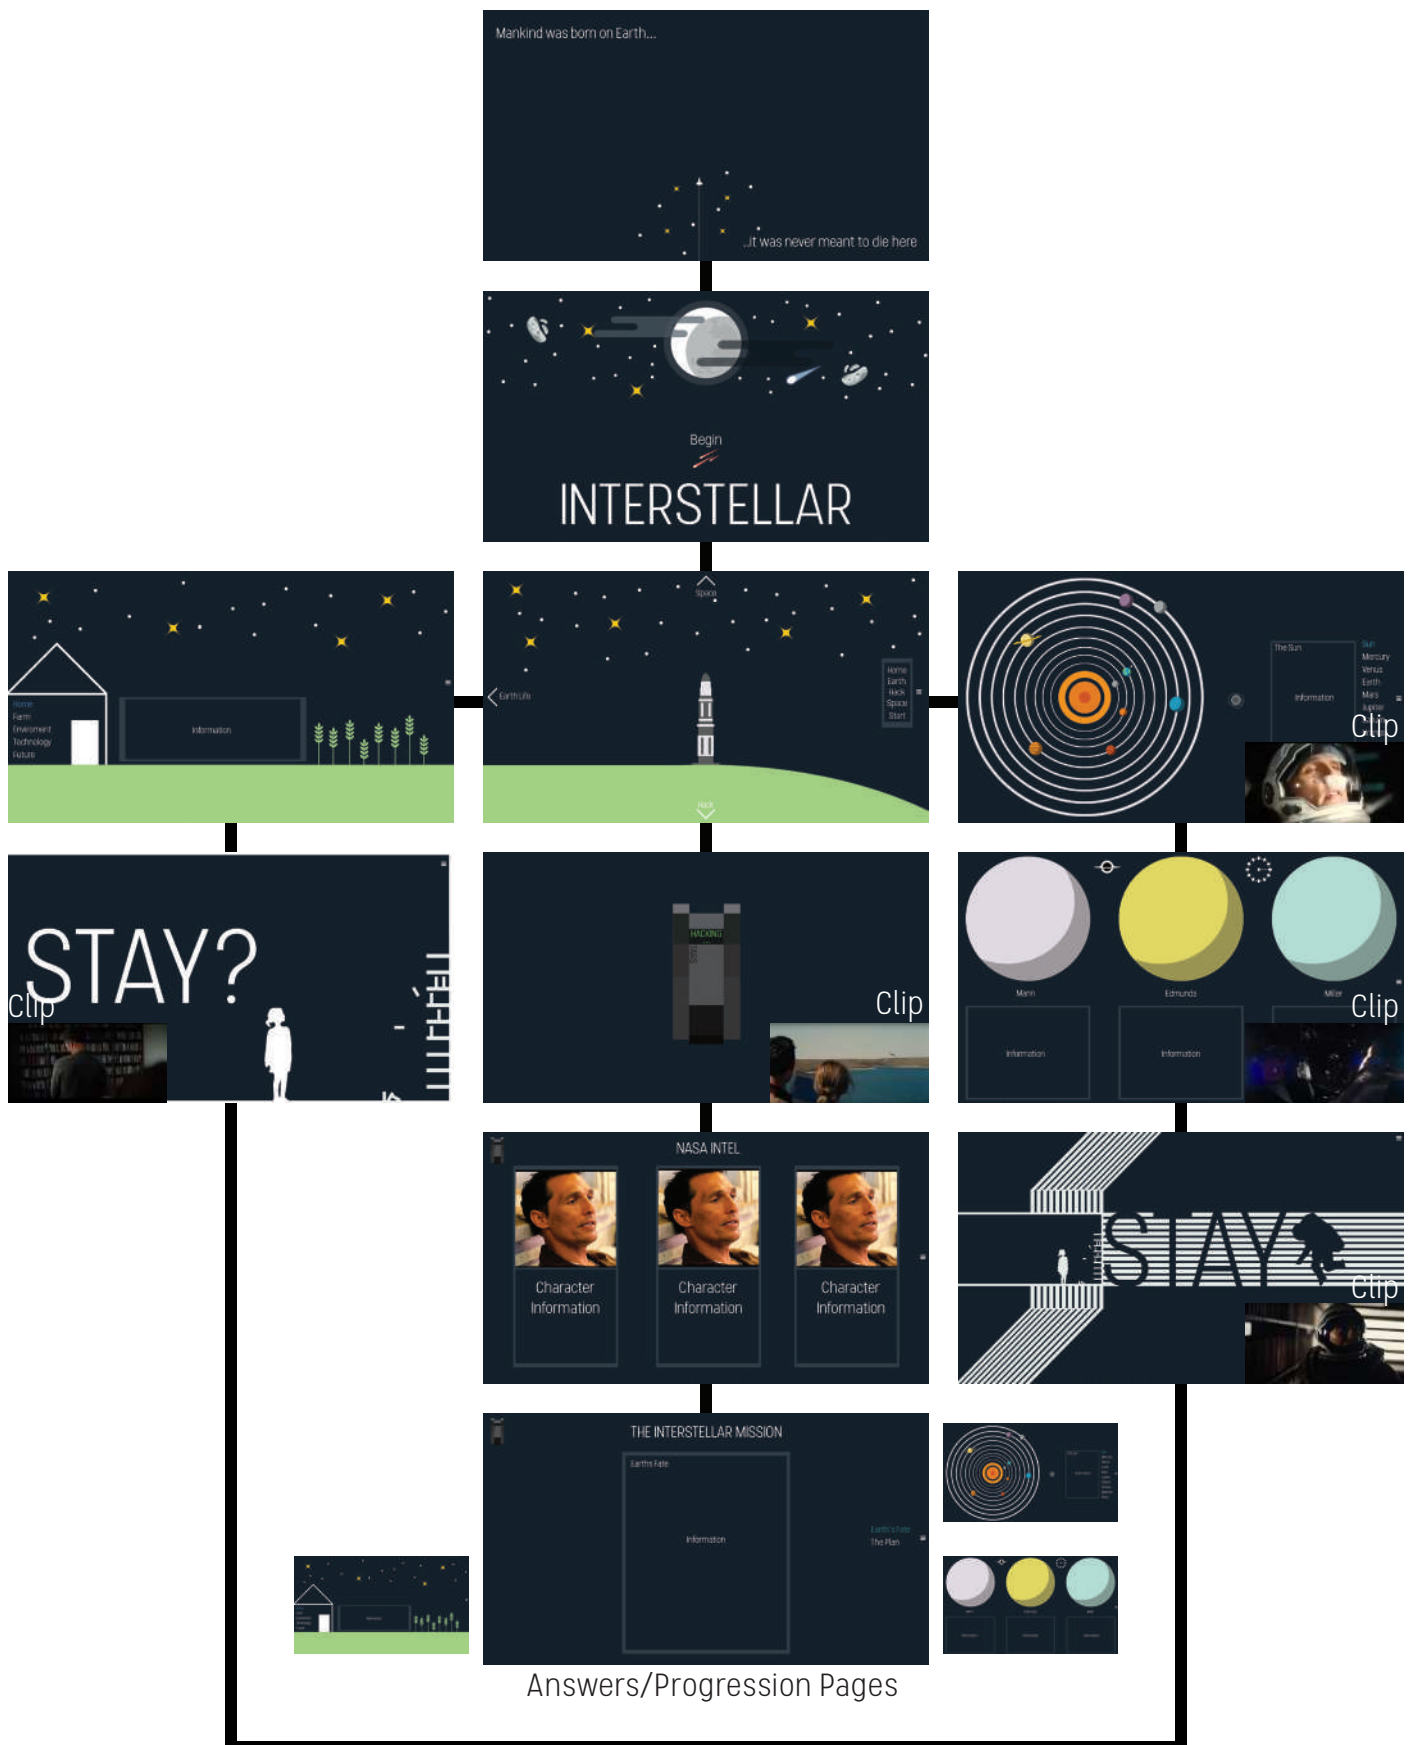 Mankind was born on Earth...
...it was never meant to die here
Begin
INTERSTELLAR
Home
Farm
Enviroment
Technology
Future
Information
Space
Earth Life
Home
Earth
Hack
Space
Start
Hack
The Sun
Information
Sun
Mercury
Venus
Earth
Mars
Jupiter
Clip
STAY?
Clip
HACKING
Clip
Mann
Edmunds
Miller
Information
Information
Clip
NASA INTEL
Character
Information
Character
Information
Character
Information
STAY
Clip
THE INTERSTELLAR MISSION
Earths Fate
Information
Earth's Fate
The Plan
Answers/Progression Pages